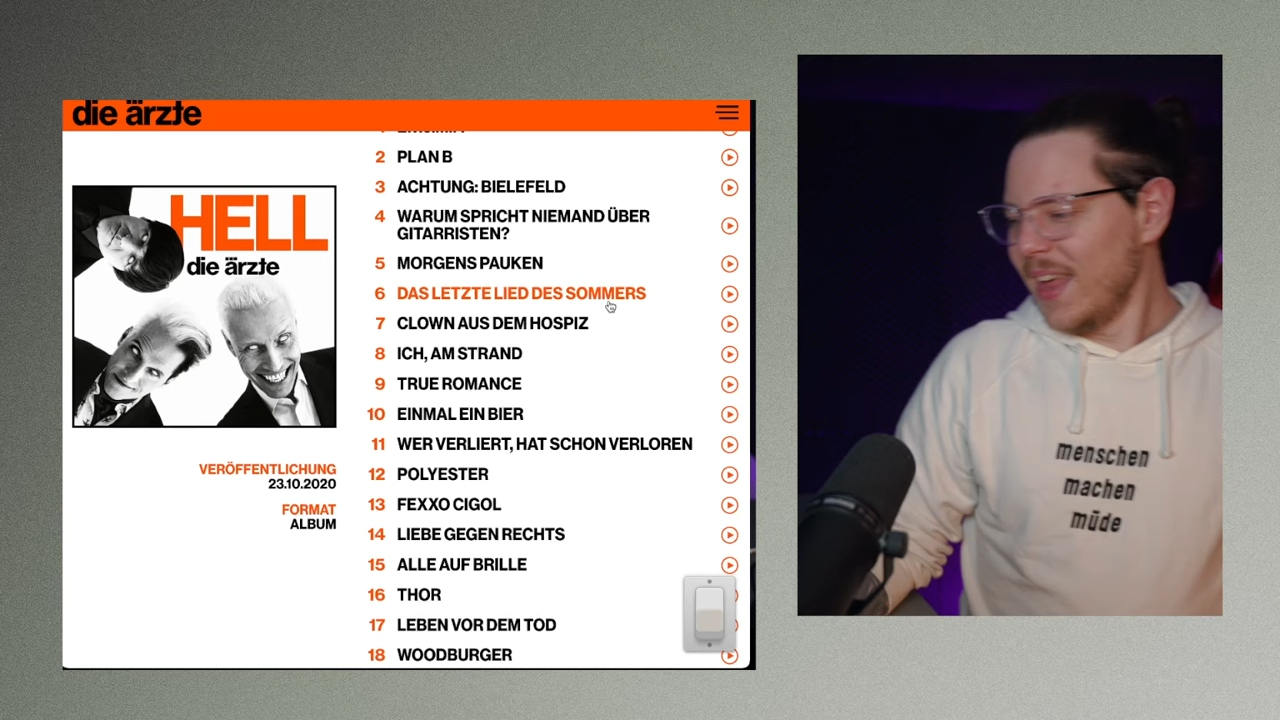 die ärzte
HELL
die ärzte
VERÖFFENTLICHUNG
23.10.2020
FORMAT
ALBUM
2 PLAN B
3 ACHTUNG: BIELEFELD
4 WARUM SPRICHT NIEMAND ÜBER
GITARRISTEN?
5 MORGENS PAUKEN
6 DAS LETZTE LIED DES SOMMERS
7 CLOWN AUS DEM HOSPIZ
8 ICH, AM STRAND
9 TRUE ROMANCE
10 EINMAL EIN BIER
11 WER VERLIERT, HAT SCHON VERLOREN
12 POLYESTER
13 FEXXO CIGOL
14 LIEBE GEGEN RECHTS
15 ALLE AUF BRILLE
16 THOR
17 LEBEN VOR DEM TOD
18 WOODBURGER
menschen
machen
müde